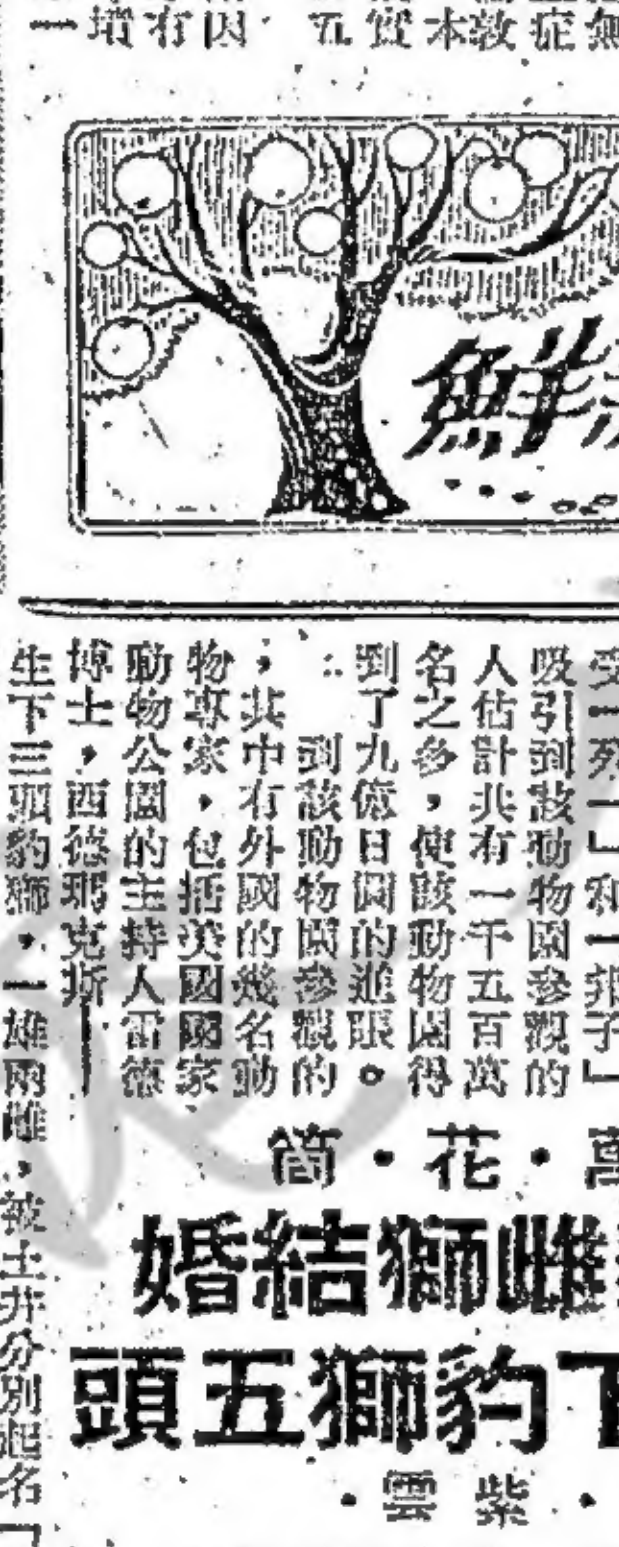 鮮
萬·花·筒
雌獅結婚
下豹獅五頭
·紫雲·
吸引到該動物園參觀的
人估計共有一千五百萬
名之多，使該動物園得
到了九億日圓的進賬。
到該動物園參觀的
，其中有外國的幾名動
物專家，包括美國國家
動物公園的主持人雷德
博士，西德瑪克斯——
生下三頭豹獅，一雄兩雌，被土井分別起名「